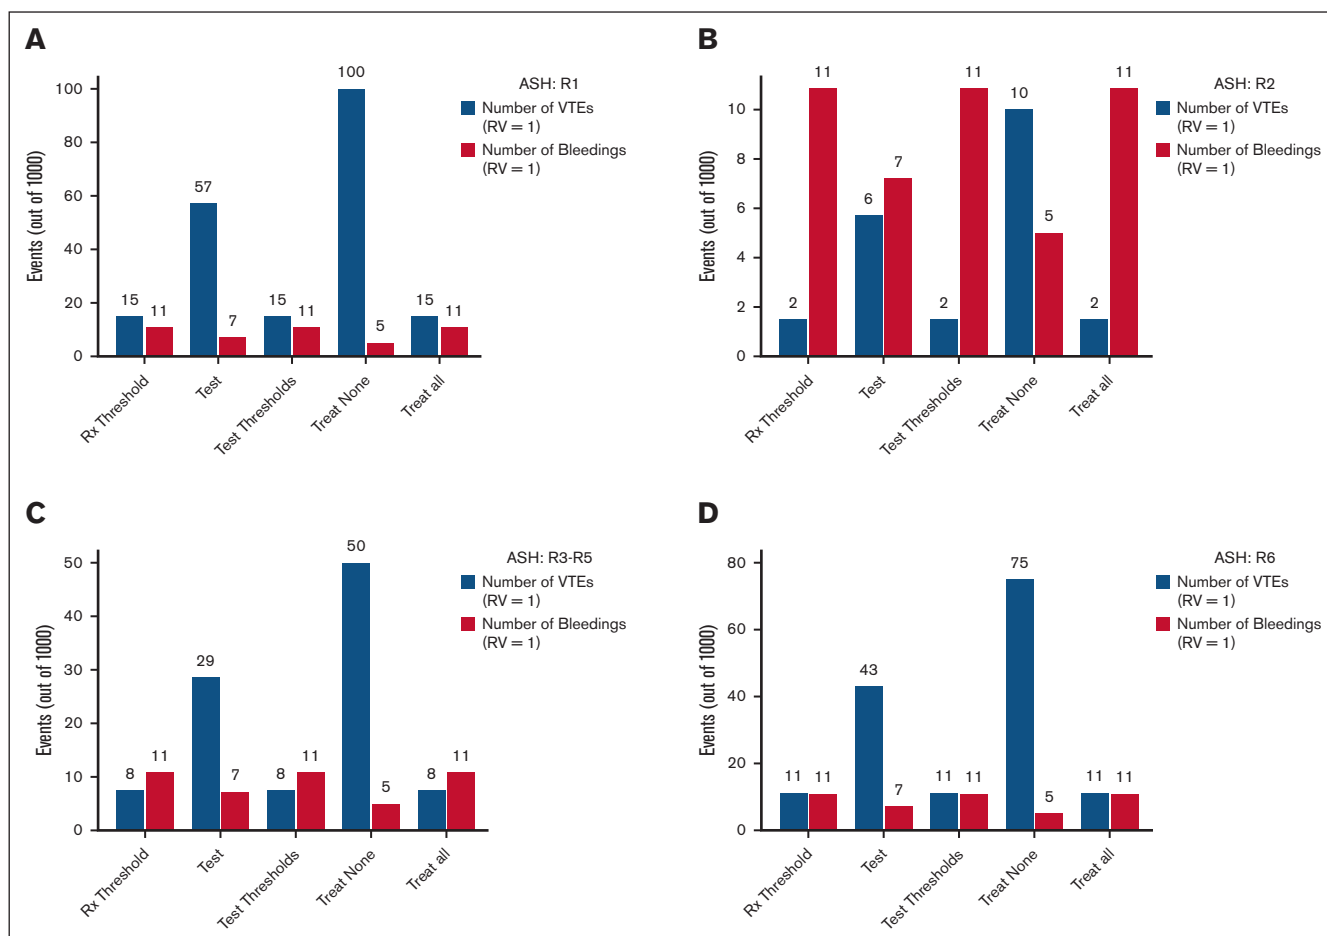 A
ASH: R1
Number of VTEs
(RV = 1)
Number of Bleedings
(RV = 1)
Events (out of 1000)
100
80
60
40
20
0
15
11
57
7
15
11
100
5
15
11
Rx Threshold
Test
Test Thresholds
Treat None
Treat all
B
ASH: R2
Number of VTEs
(RV = 1)
Number of Bleedings
(RV = 1)
Events (out of 1000)
10
8
6
4
2
0
2
11
6
7
2
11
10
5
2
11
Rx Threshold
Test
Test Thresholds
Treat None
Treat all
C
ASH: R3-R5
Number of VTEs
(RV = 1)
Number of Bleedings
(RV = 1)
Events (out of 1000)
50
40
30
20
10
0
8
11
29
7
8
11
50
5
8
11
Rx Threshold
Test
Test Thresholds
Treat None
Treat all
D
ASH: R6
Number of VTEs
(RV = 1)
Number of Bleedings
(RV = 1)
Events (out of 1000)
80
60
40
20
0
11
11
43
7
11
11
75
5
11
11
Rx Threshold
Test
Test Thresholds
Treat None
Treat all